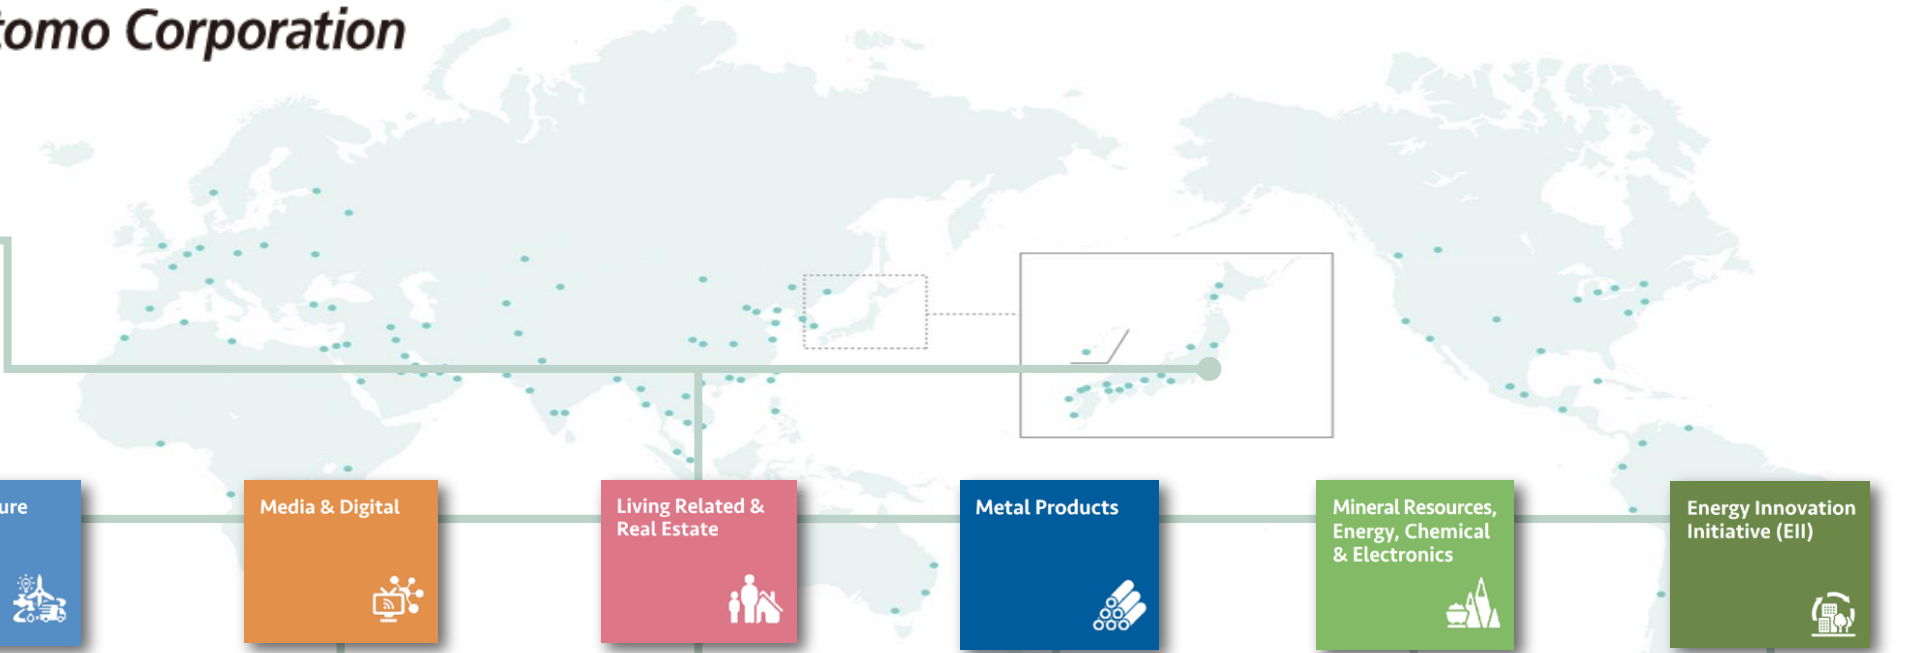 tomo Corporation
ure
Media & Digital
Living Related &
Real Estate
Metal Products
Mineral Resources,
Energy, Chemical
& Electronics
Energy Innovation
Initiative (EII)